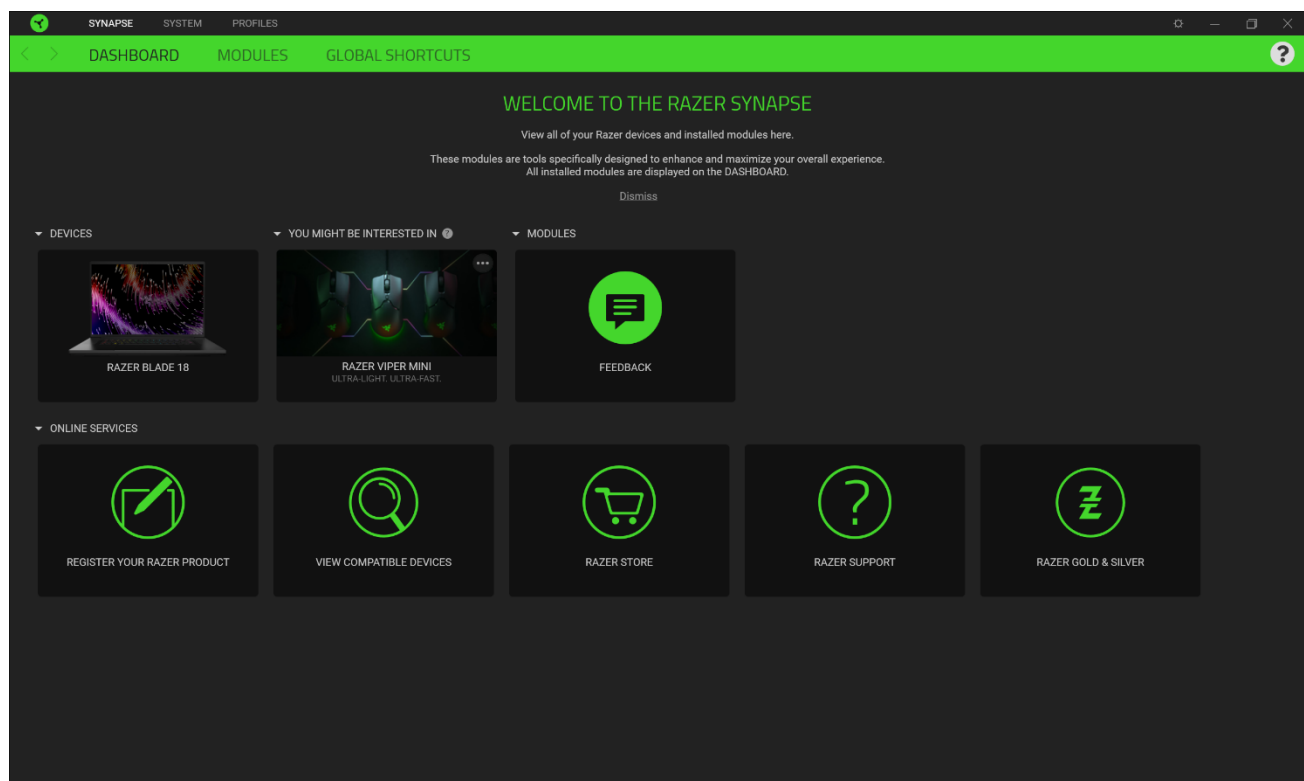 SYNAPSE SYSTEM PROFILES
DASHBOARD MODULES GLOBAL SHORTCUTS ?
WELCOME TO THE RAZER SYNAPSE
View all of your Razer devices and installed modules here.
These modules are tools specifically designed to enhance and maximize your overall experience.
All installed modules are displayed on the DASHBOARD.
Dismiss
DEVICES YOU MIGHT BE INTERESTED IN ? MODULES
RAZER BLADE 18 RAZER VIPER MINI FEEDBACK
ULTRA-LIGHT. ULTRA-FAST.
ONLINE SERVICES
REGISTER YOUR RAZER PRODUCT VIEW COMPATIBLE DEVICES RAZER STORE RAZER SUPPORT RAZER GOLD & SILVER